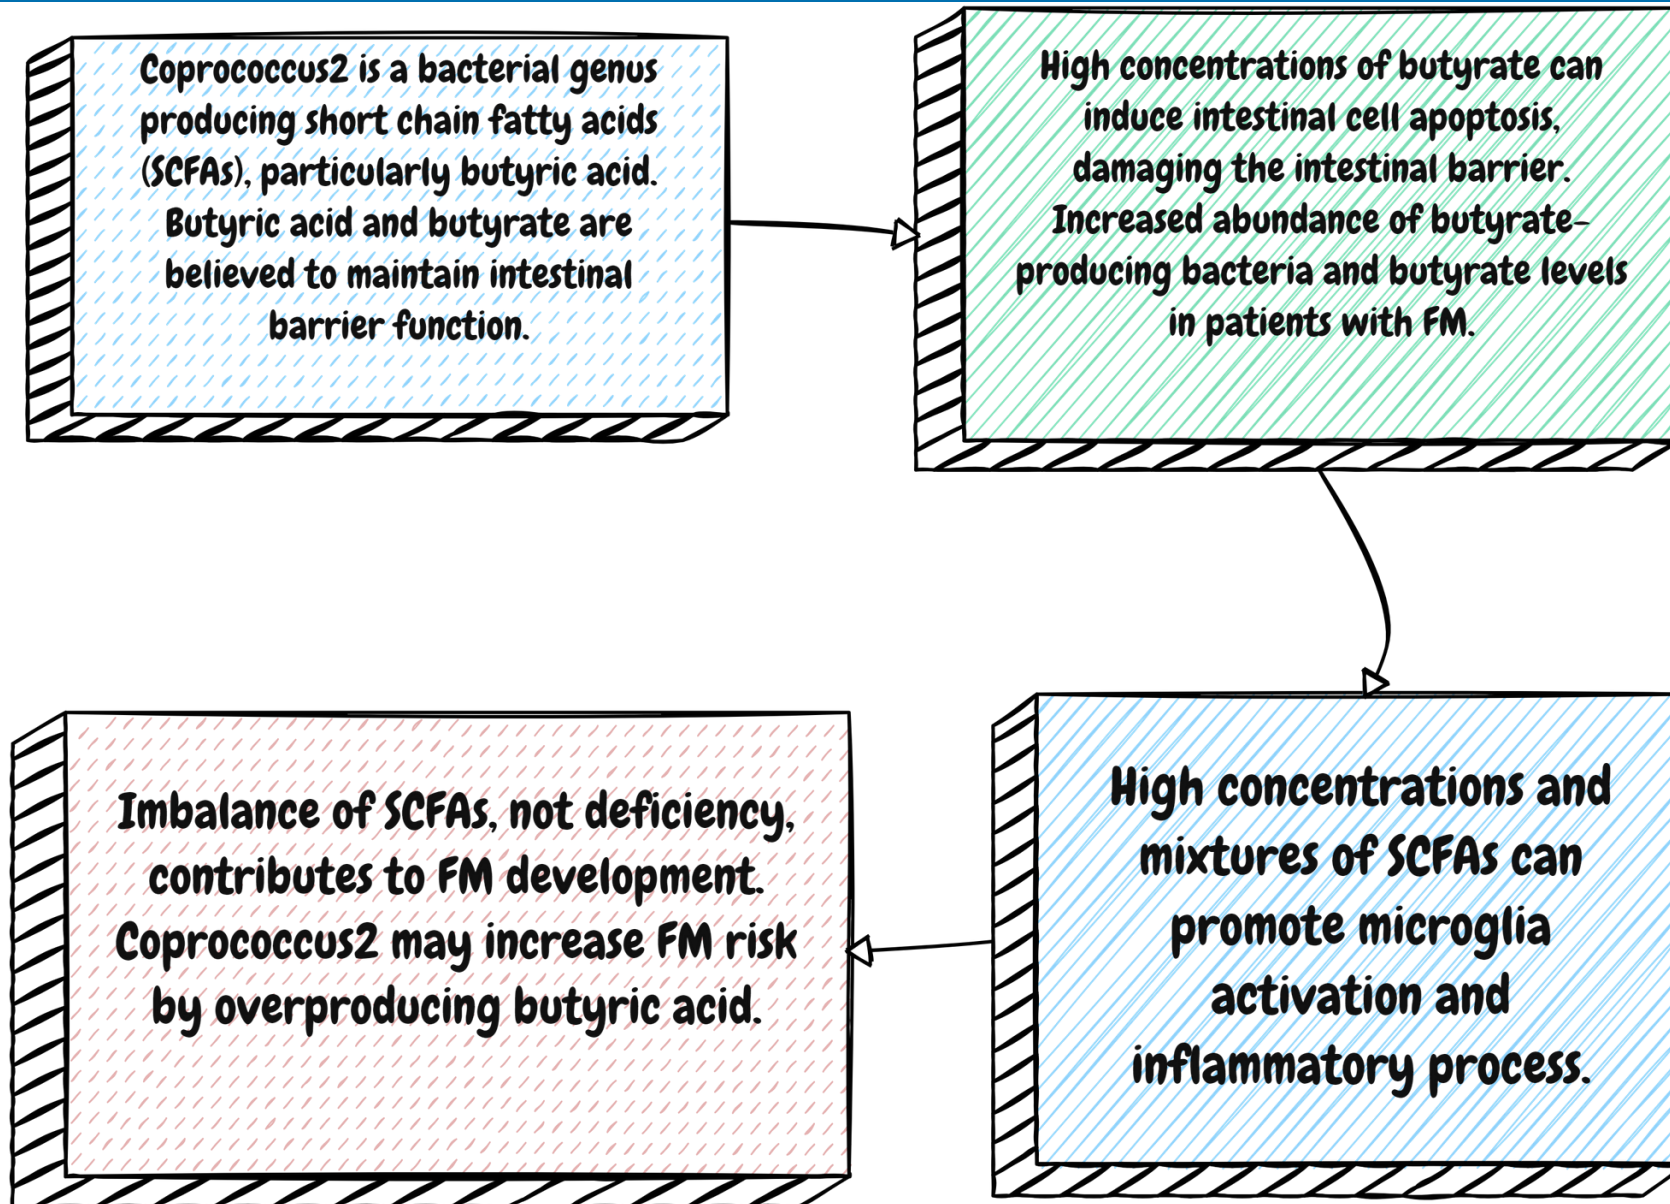 Coprococcus2 is a bacterial genus
producing short chain fatty acids
(SCFAs), particularly butyric acid.
Butyric acid and butyrate are
believed to maintain intestinal
barrier function.
High concentrations of butyrate can
induce intestinal cell apoptosis,
damaging the intestinal barrier.
Increased abundance of butyrate-
producing bacteria and butyrate levels
in patients with FM.
High concentrations and
mixtures of SCFAs can
promote microglia
activation and
inflammatory process.
Imbalance of SCFAs, not deficiency,
contributes to FM development.
Coprococcus2 may increase FM risk
by overproducing butyric acid.